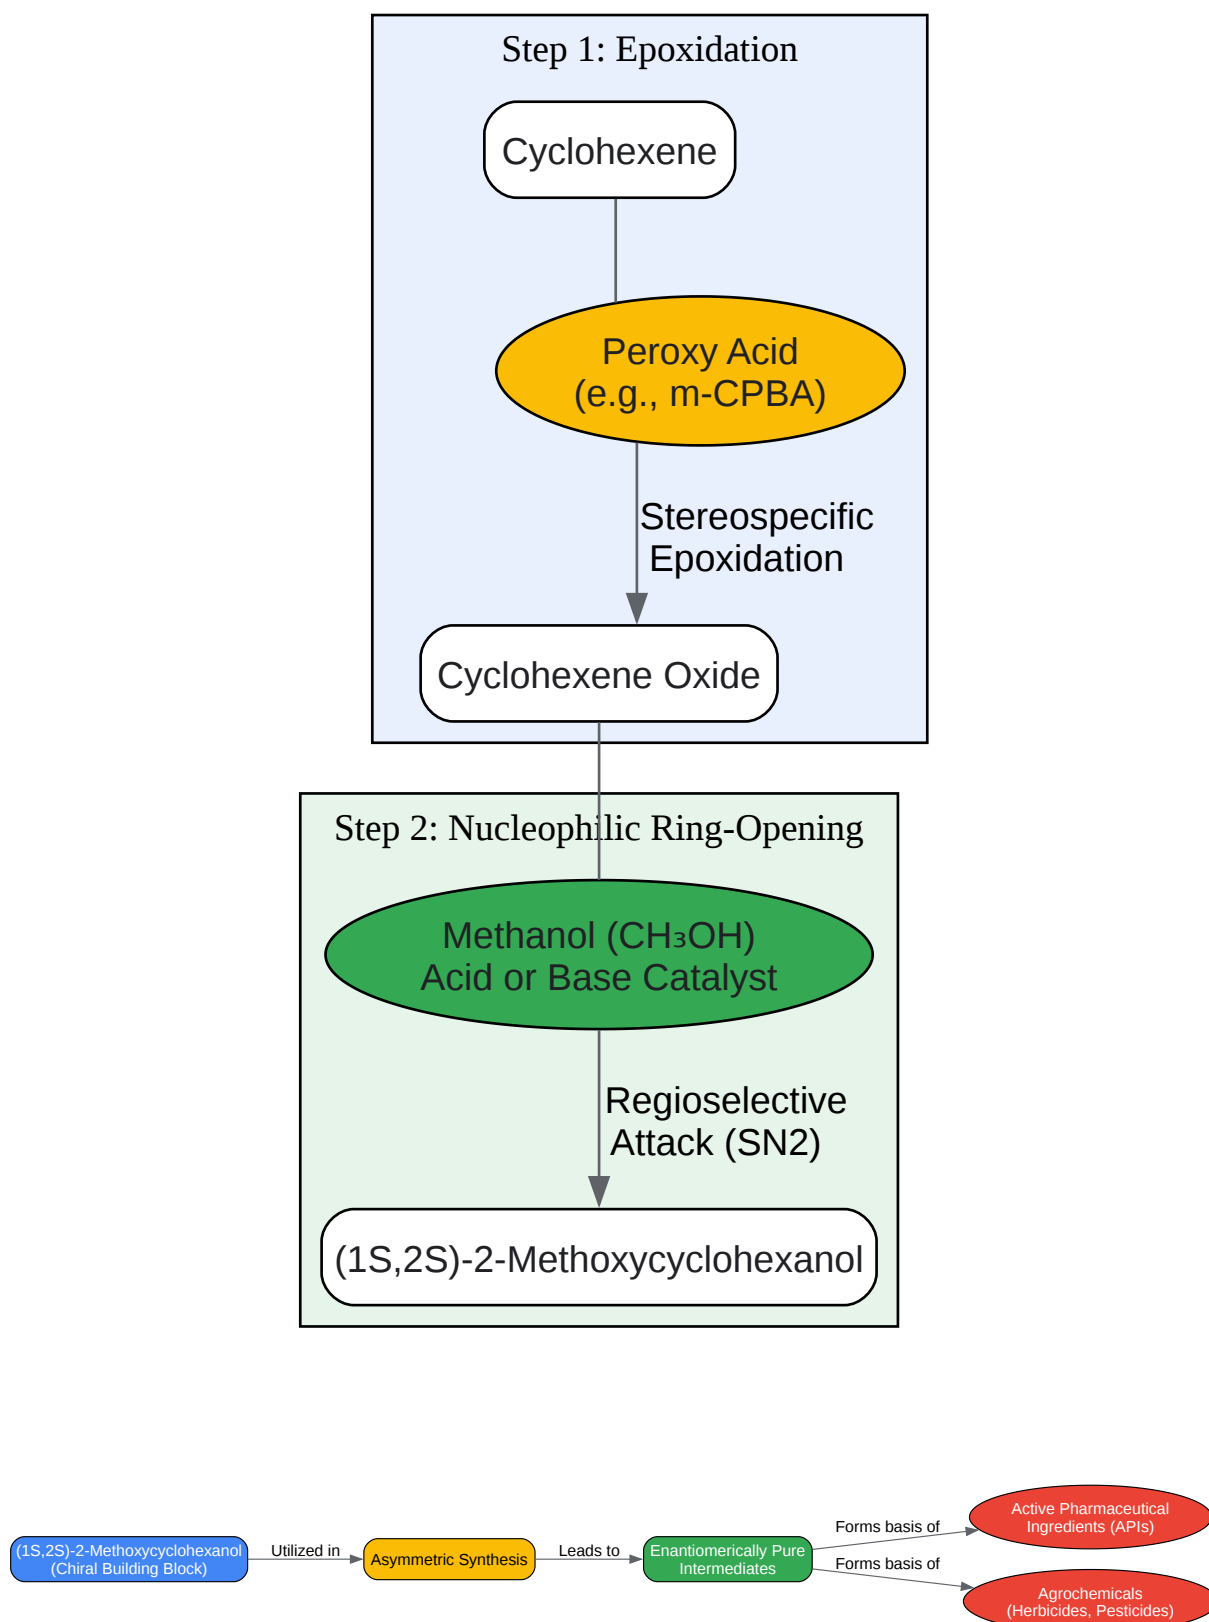 Step 1: Epoxidation
Cyclohexene
Peroxy Acid
(e.g., m-CPBA)
Stereospecific
Epoxidation
Cyclohexene Oxide
Step 2: Nucleophilic Ring-Opening
Methanol (CH₃OH)
Acid or Base Catalyst
Regioselective
Attack (SN2)
(1S,2S)-2-Methoxycyclohexanol
(1S,2S)-2-Methoxycyclohexanol
(Chiral Building Block)
Utilized in
Asymmetric Synthesis
Leads to
Enantiomerically Pure
Intermediates
Forms basis of
Active Pharmaceutical
Ingredients (APIs)
Forms basis of
Agrochemicals
(Herbicides, Pesticides)